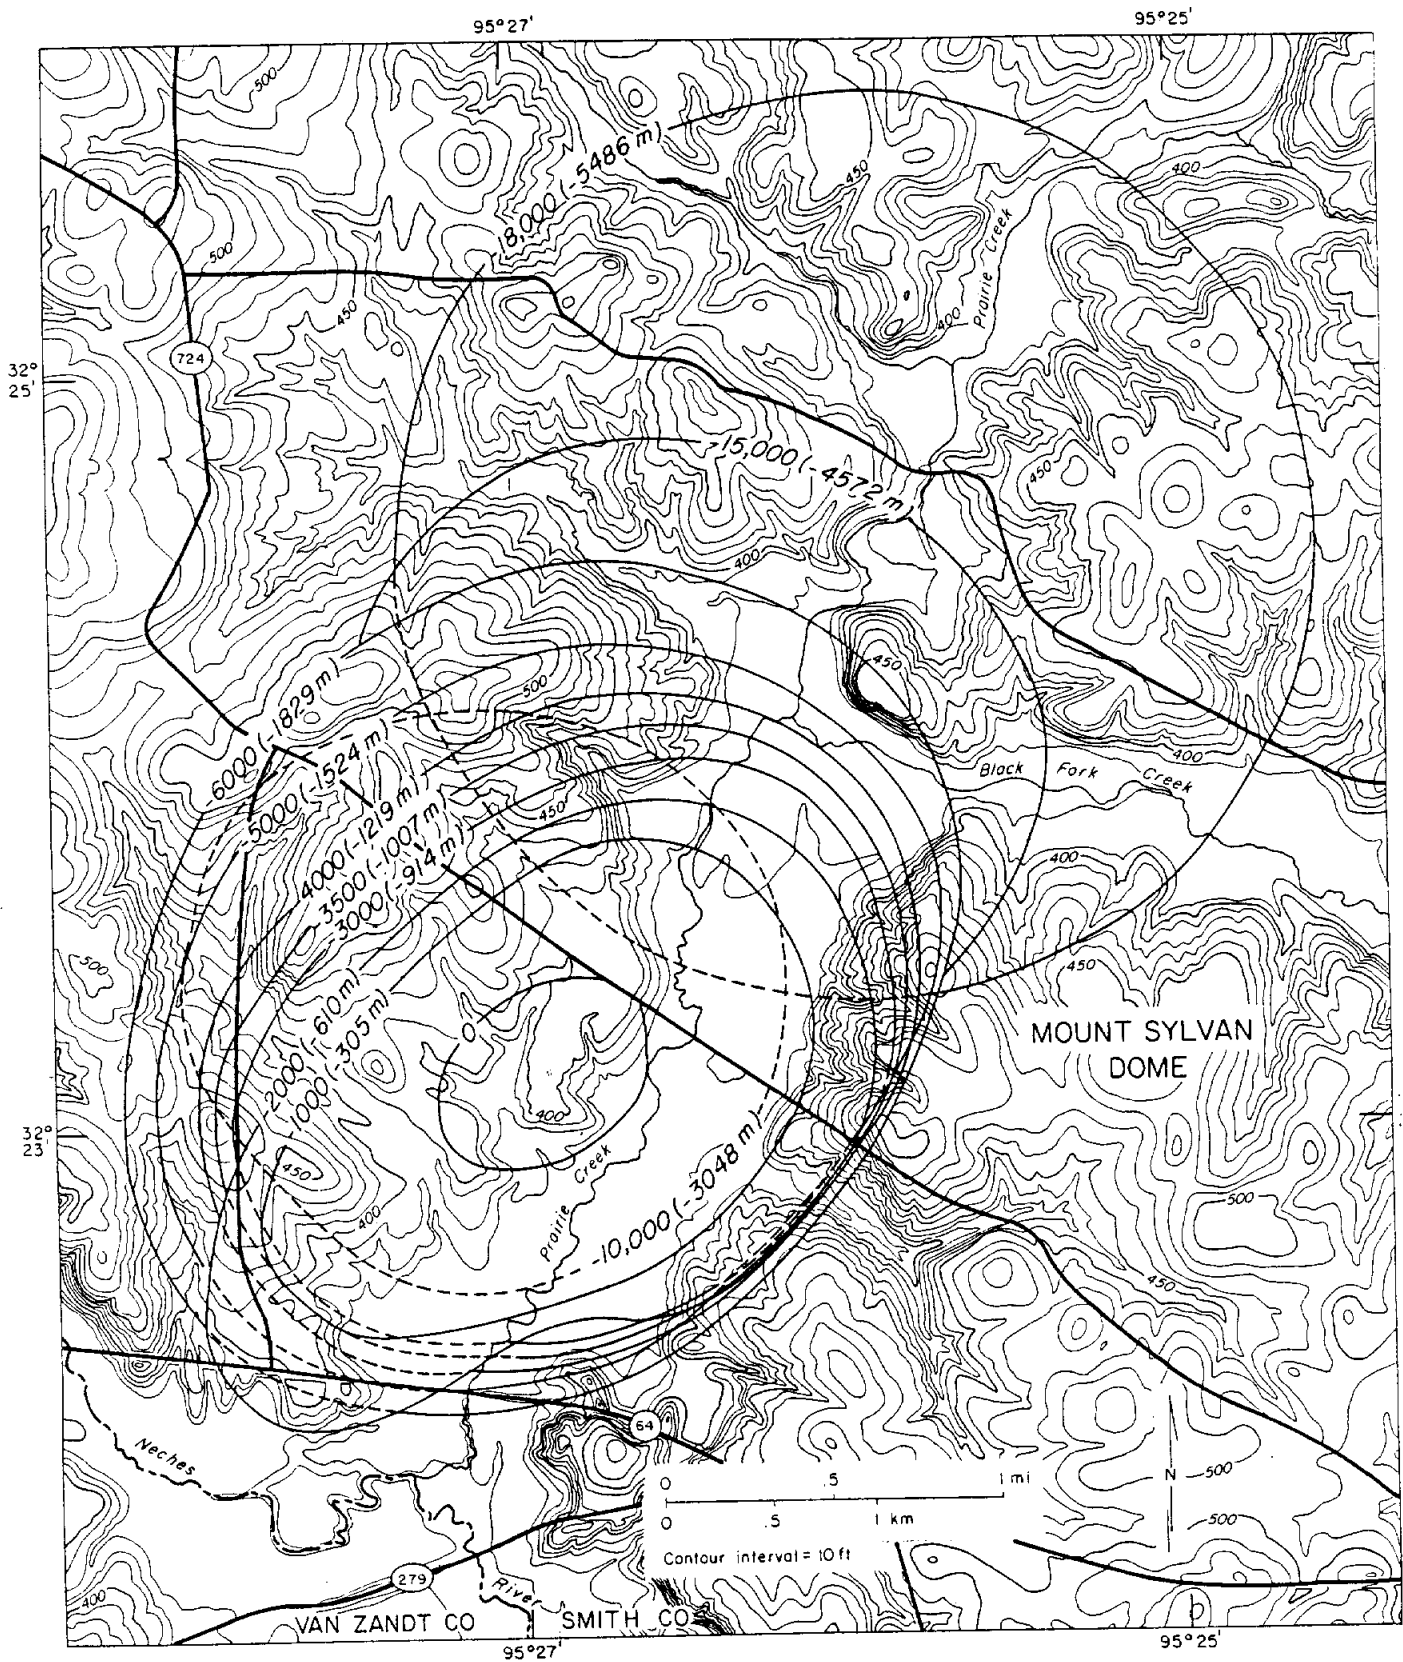 95°27'
95°25'
500
-18,000 (-5486 m)
450
400
Prairie Creek
500
450
400
724
32°
25'
-15,000 (-4572 m)
450
400
450
500
-6000 (-1829 m)
-5000 (-1524 m)
400
Black Fork Creek
-4000 (-1219 m)
-3500 (-1007 m)
-3000 (-914 m)
450
400
500
450
-2000 (-610 m)
-1000 (-305 m)
0
MOUNT SYLVAN
DOME
400
32°
23'
450
Prairie Creek
-10,000 (-3048 m)
400
500
450
64
Neches
0 .5 1 mi
0 .5 1 km
Contour interval = 10 ft
N
500
500
279
River
400
VAN ZANDT CO
SMITH CO
b
95°27'
95°25'